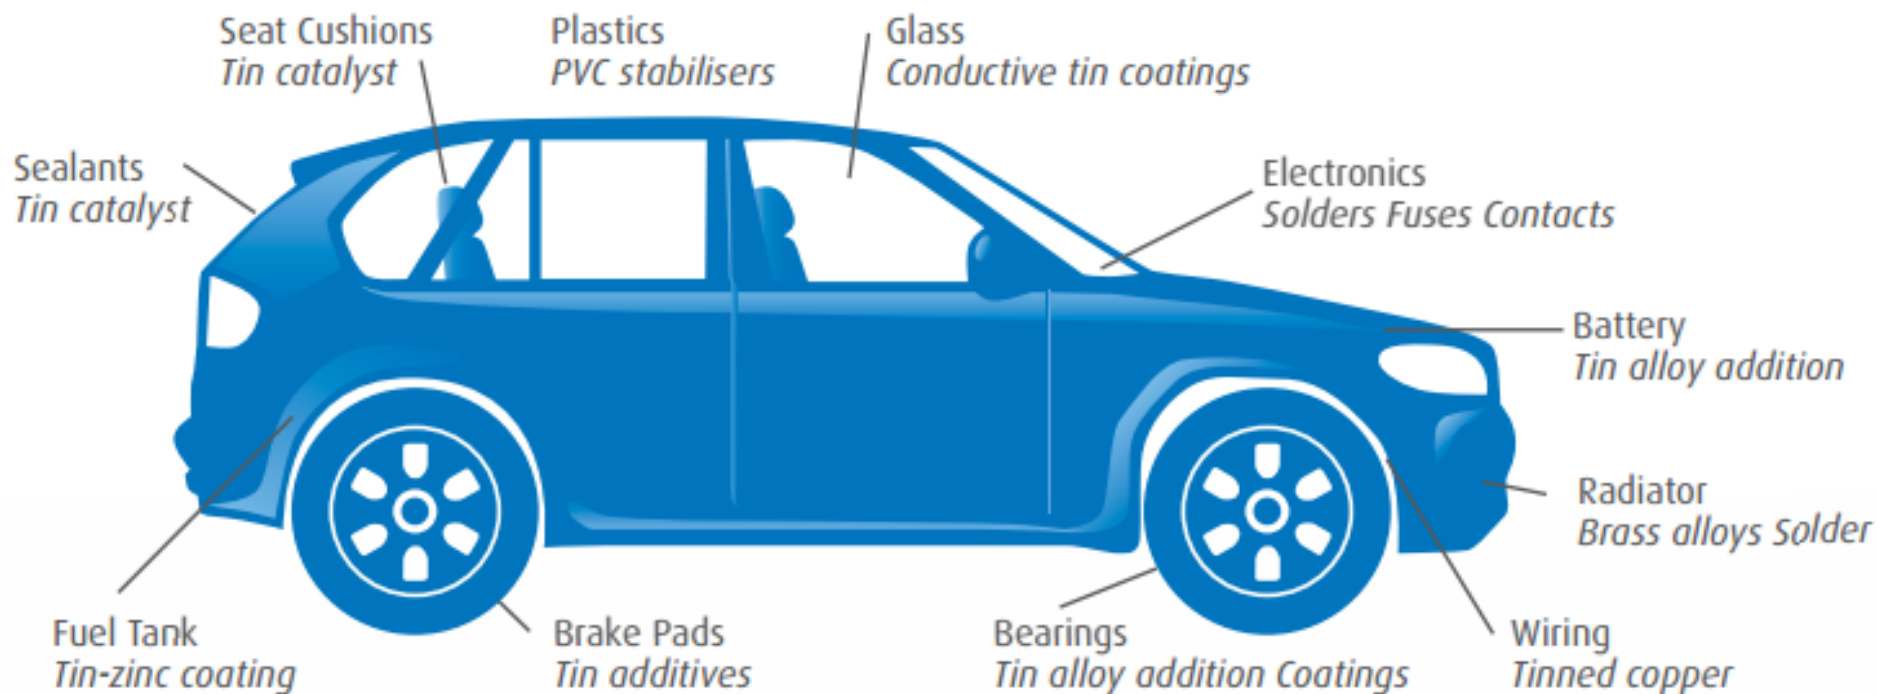 Seat Cushions
Tin catalyst
Plastics
PVC stabilisers
Glass
Conductive tin coatings
Sealants
Tin catalyst
Electronics
Solders Fuses Contacts
Battery
Tin alloy addition
Radiator
Brass alloys Solder
Fuel Tank
Tin-zinc coating
Brake Pads
Tin additives
Bearings
Tin alloy addition Coatings
Wiring
Tinned copper